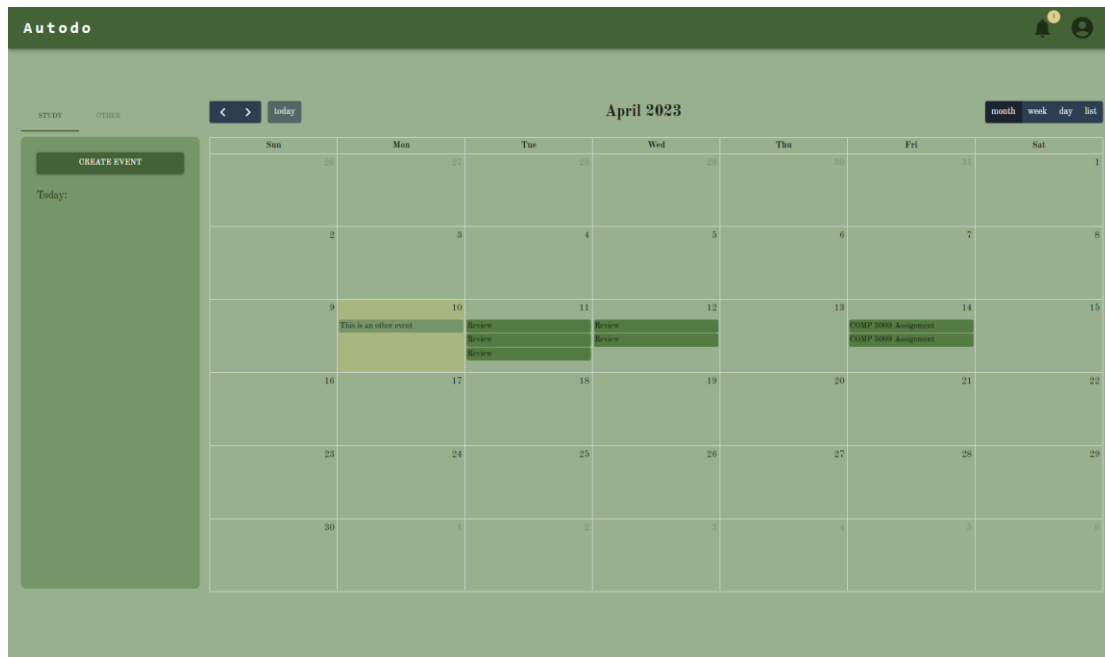 Autodo
1
STUDY OTHER
today
April 2023
month week day list
CREATE EVENT
Today:
Sun Mon Tue Wed Thu Fri Sat
26 27 28 29 30 31 1
2 3 4 5 6 7 8
9 10 11 12 13 14 15
This is an other event Review Review COMP 3009 Assignment
Review Review COMP 3009 Assignment
Review
16 17 18 19 20 21 22
23 24 25 26 27 28 29
30 1 2 3 4 5 6